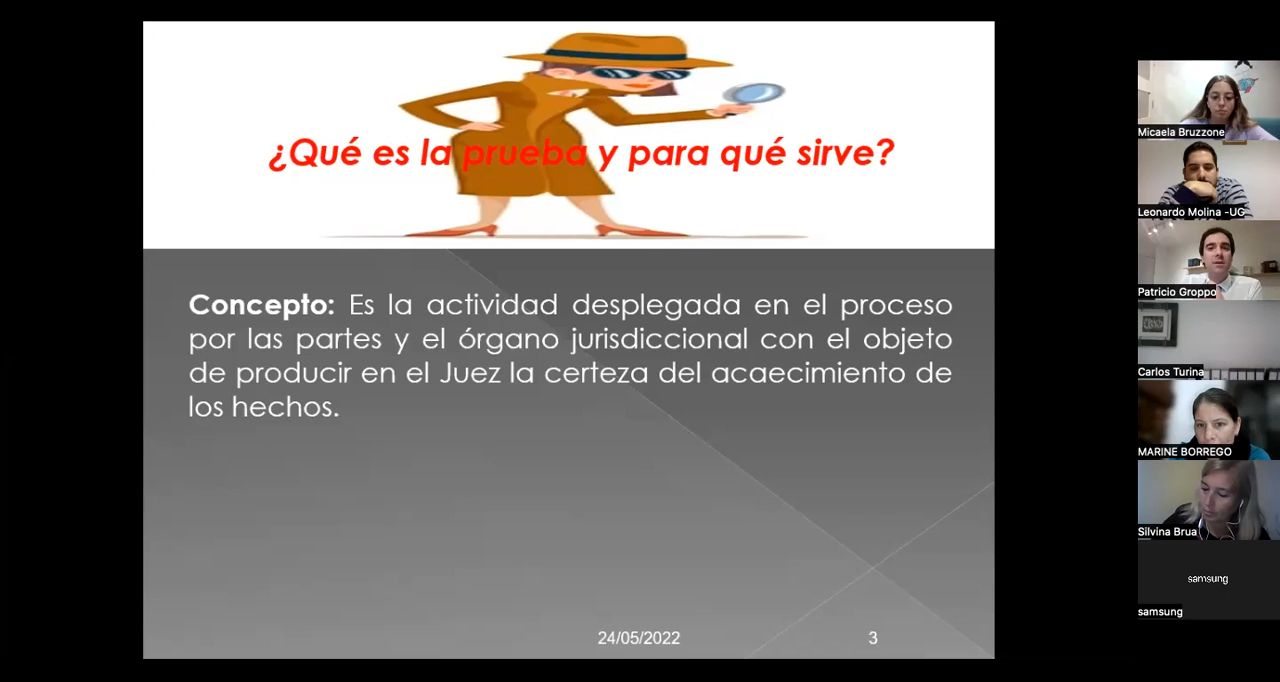 ¿Qué es la prueba y para qué sirve?
Concepto: Es la actividad desplegada en el proceso
por las partes y el órgano jurisdiccional con el objeto
de producir en el Juez la certeza del acaecimiento de
los hechos.
24/05/2022
3
Micaela Bruzzone
Leonardo Molina -UG
Patricio Groppo
Carlos Turina
MARINE BORREGO
Silvina Brua
samsung
samsung